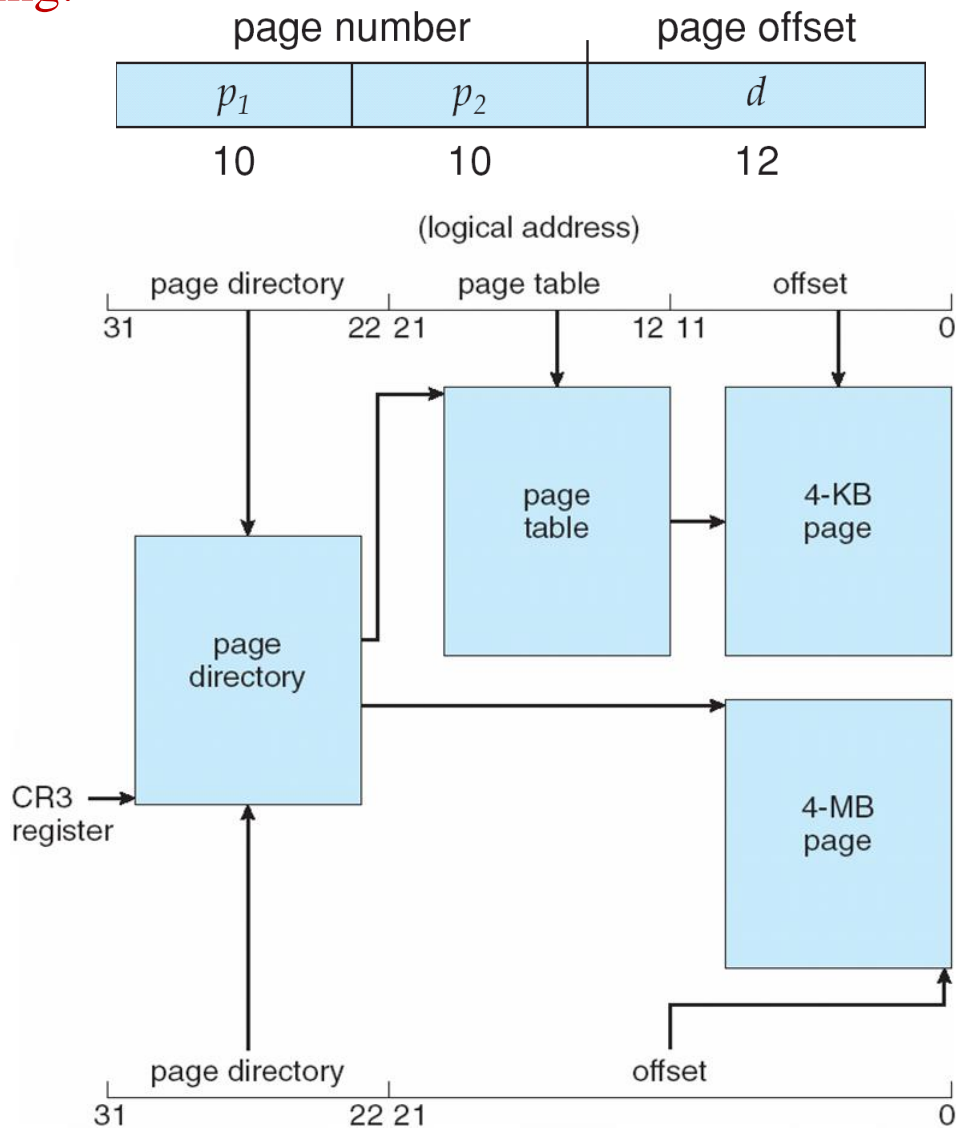 page number page offset
p1 p2 d
10 10 12
(logical address)
page directory page table offset
31 22 21 12 11 0
page
table
4-KB
page
page
directory
CR3
register
4-MB
page
page directory offset
31 22 21 0